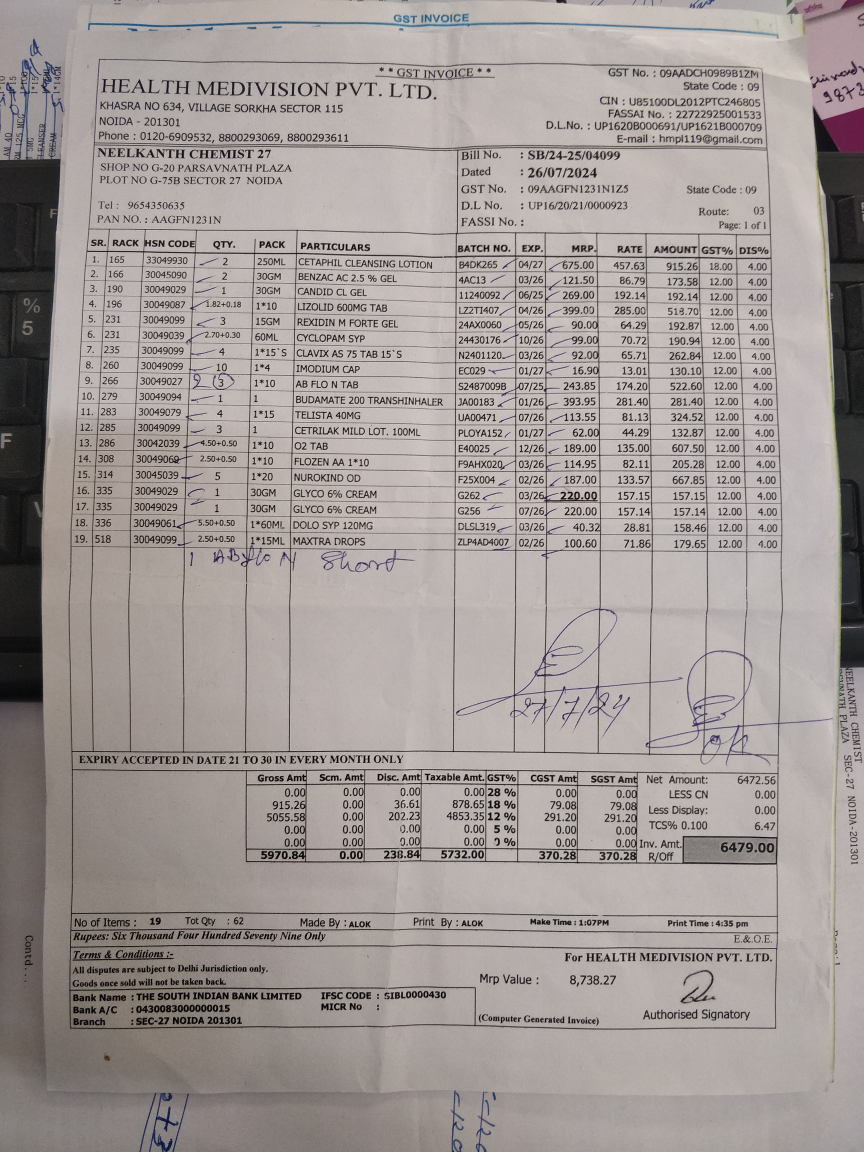 GST INVOICE
* * GST INVOICE * *
GST No. : 09AADCH0989B1ZM
State Code : 09
HEALTH MEDIVISION PVT. LTD.
CIN : U85100DL2012PTC246805
KHASRA NO 634, VILLAGE SORKHA SECTOR 115
FASSAI No. : 22722925001533
NOIDA - 201301
D.L.No. : UP1620B000691/UP1621B000709
Phone : 0120-6909532, 8800293069, 8800293611
E-mail : hmpl119@gmail.com
NEELKANTH CHEMIST 27
Bill No. : SB/24-25/04099
SHOP NO G-20 PARSAVNATH PLAZA
Dated : 26/07/2024
PLOT NO G-75B SECTOR 27 NOIDA
GST No. : 09AAGFN1231N1Z5 State Code : 09
Tel : 9654350635
D.L No. : UP16/20/21/0000923 Route: 03
PAN NO. : AAGFN1231N
FASSI No. : Page: 1 of 1
SR. RACK HSN CODE QTY. PACK PARTICULARS BATCH NO. EXP. MRP. RATE AMOUNT GST% DIS%
1. 165 33049930 2 250ML CETAPHIL CLEANSING LOTION B4DK265 04/27 675.00 457.63 915.26 18.00 4.00
2. 166 30045090 2 30GM BENZAC AC 2.5 % GEL 4AC13 03/26 121.50 86.79 173.58 12.00 4.00
3. 190 30049029 1 30GM CANDID CL GEL 11240092 06/25 269.00 192.14 192.14 12.00 4.00
4. 196 30049087 1.82+0.18 1*10 LIZOLID 600MG TAB LZ2TI407 04/26 399.00 285.00 518.70 12.00 4.00
5. 231 30049099 3 15GM REXIDIN M FORTE GEL 24AX0060 05/26 90.00 64.29 192.87 12.00 4.00
6. 231 30049039 2.70+0.30 60ML CYCLOPAM SYP 24430176 10/26 99.00 70.72 190.94 12.00 4.00
7. 235 30049099 4 1*15`S CLAVIX AS 75 TAB 15`S N2401120 03/26 92.00 65.71 262.84 12.00 4.00
8. 260 30049099 10 1*4 IMODIUM CAP EC029 01/27 16.90 13.01 130.10 12.00 4.00
9. 266 30049027 2 (3) 1*10 AB FLO N TAB S2487009B 07/25 243.85 174.20 522.60 12.00 4.00
10. 279 30049094 1 1 BUDAMATE 200 TRANSHINHALER JA00183 01/26 393.95 281.40 281.40 12.00 4.00
11. 283 30049079 4 1*15 TELISTA 40MG UA00471 07/26 113.55 81.13 324.52 12.00 4.00
12. 285 30049099 3 1 CETRILAK MILD LOT. 100ML PLOYA152 01/27 62.00 44.29 132.87 12.00 4.00
13. 286 30042039 4.50+0.50 1*10 O2 TAB E40025 12/26 189.00 135.00 607.50 12.00 4.00
14. 308 30049069 2.50+0.50 1*10 FLOZEN AA 1*10 F9AHX020 03/26 114.95 82.11 205.28 12.00 4.00
15. 314 30045039 5 1*20 NUROKIND OD F25X004 02/26 187.00 133.57 667.85 12.00 4.00
16. 335 30049029 1 30GM GLYCO 6% CREAM G262 03/26 220.00 157.15 157.15 12.00 4.00
17. 335 30049029 1 30GM GLYCO 6% CREAM G256 07/26 220.00 157.14 157.14 12.00 4.00
18. 336 30049061 5.50+0.50 1*60ML DOLO SYP 120MG DLSL319 03/26 40.32 28.81 158.46 12.00 4.00
19. 518 30049099 2.50+0.50 1*15ML MAXTRA DROPS ZLP4AD4007 02/26 100.60 71.86 179.65 12.00 4.00
1 AB flo N Short
27/7/24
OK
EXPIRY ACCEPTED IN DATE 21 TO 30 IN EVERY MONTH ONLY
Gross Amt Scm. Amt Disc. Amt Taxable Amt. GST% CGST Amt SGST Amt Net Amount: 6472.56
0.00 0.00 0.00 0.00 28 % 0.00 0.00 LESS CN 0.00
915.26 0.00 36.61 878.65 18 % 79.08 79.08
5055.58 0.00 202.23 4853.35 12 % 291.20 291.20 Less Display: 0.00
0.00 0.00 0.00 0.00 5 % 0.00 0.00 TCS% 0.100 6.47
0.00 0.00 0.00 0.00 0 % 0.00 0.00 Inv. Amt.
5970.84 0.00 238.84 5732.00 370.28 370.28 R/Off 6479.00
No of Items : 19 Tot Qty : 62 Made By : ALOK Print By : ALOK Make Time : 1:07PM Print Time : 4:35 pm
Rupees: Six Thousand Four Hundred Seventy Nine Only E.&.O.E.
Terms & Conditions :-
For HEALTH MEDIVISION PVT. LTD.
All disputes are subject to Delhi Jurisdiction only.
Goods once sold will not be taken back.
Mrp Value : 8,738.27
Bank Name : THE SOUTH INDIAN BANK LIMITED IFSC CODE : SIBL0000430
Bank A/C : 0430083000000015 MICR No :
Branch : SEC-27 NOIDA 201301
(Computer Generated Invoice)
Authorised Signatory
NEELKANTH CHEMIST
SEC-27 NOIDA-201301
Contd...